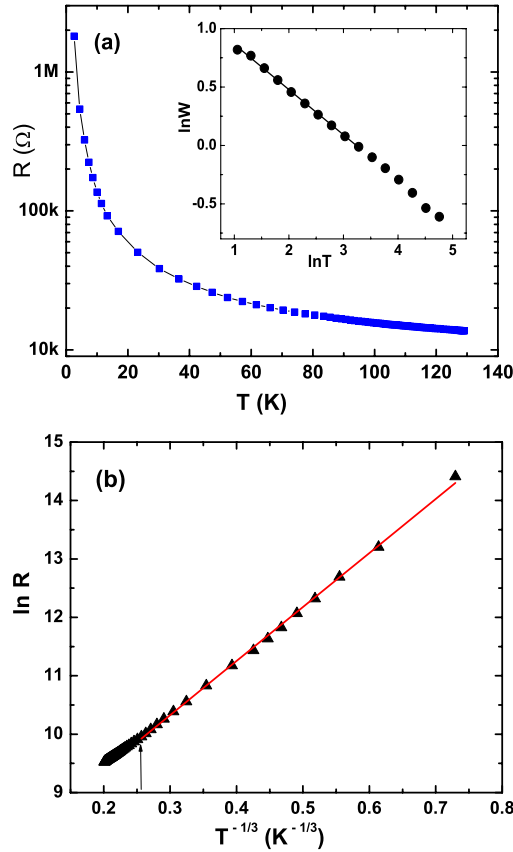 (a)
R (Ω)
1M
100k
10k
0 20 40 60 80 100 120 140
T (K)
lnW
1.0
0.5
0.0
-0.5
1 2 3 4 5
lnT
(b)
ln R
15
14
13
12
11
10
9
0.2 0.3 0.4 0.5 0.6 0.7 0.8
T -1/3 (K-1/3)